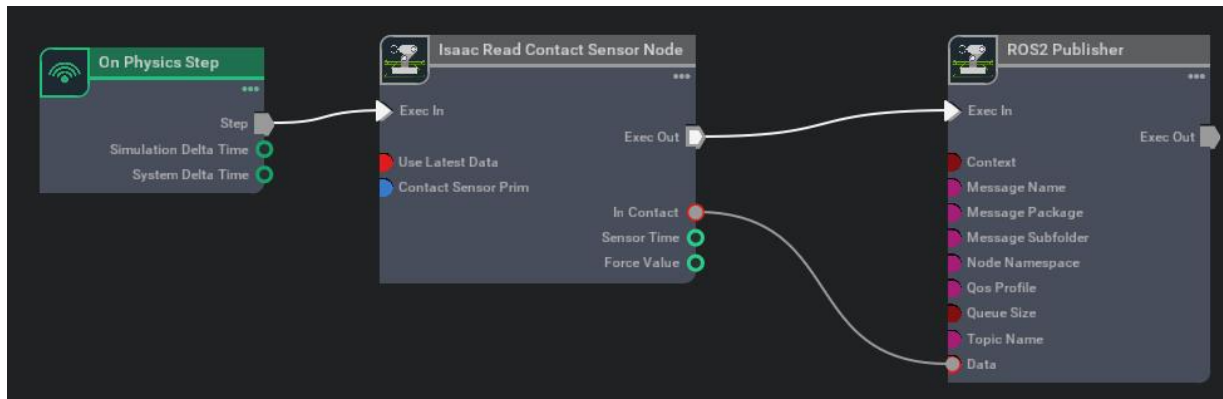 On Physics Step
Step
Simulation Delta Time
System Delta Time
Isaac Read Contact Sensor Node
Exec In
Exec Out
Use Latest Data
Contact Sensor Prim
In Contact
Sensor Time
Force Value
ROS2 Publisher
Exec In
Exec Out
Context
Message Name
Message Package
Message Subfolder
Node Namespace
Qos Profile
Queue Size
Topic Name
Data